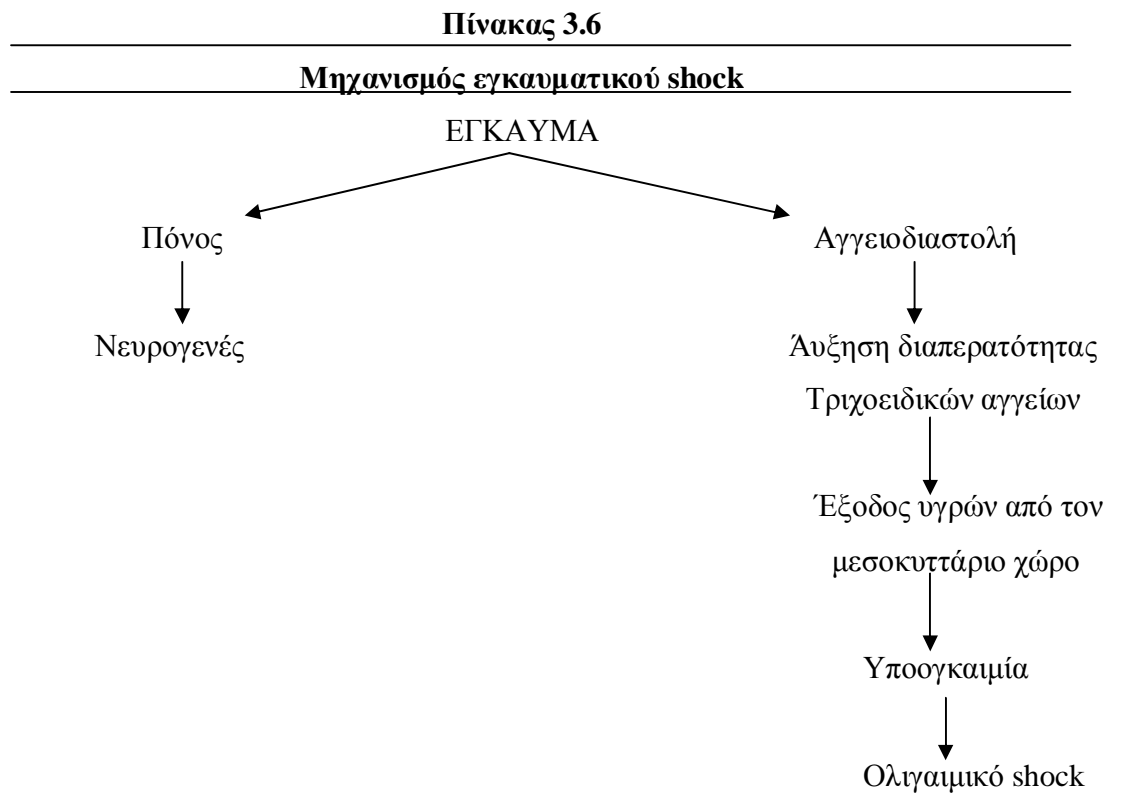 Πίνακας 3.6
Μηχανισμός εγκαυματικού shock
ΕΓΚΑΥΜΑ
Πόνος
Αγγειοδιαστολή
Νευρογενές
Άυξηση διαπερατότητας
Τριχοειδικών αγγείων
Έξοδος υγρών από τον
μεσοκυττάριο χώρο
Υποογκαιμία
Ολιγαιμικό shock